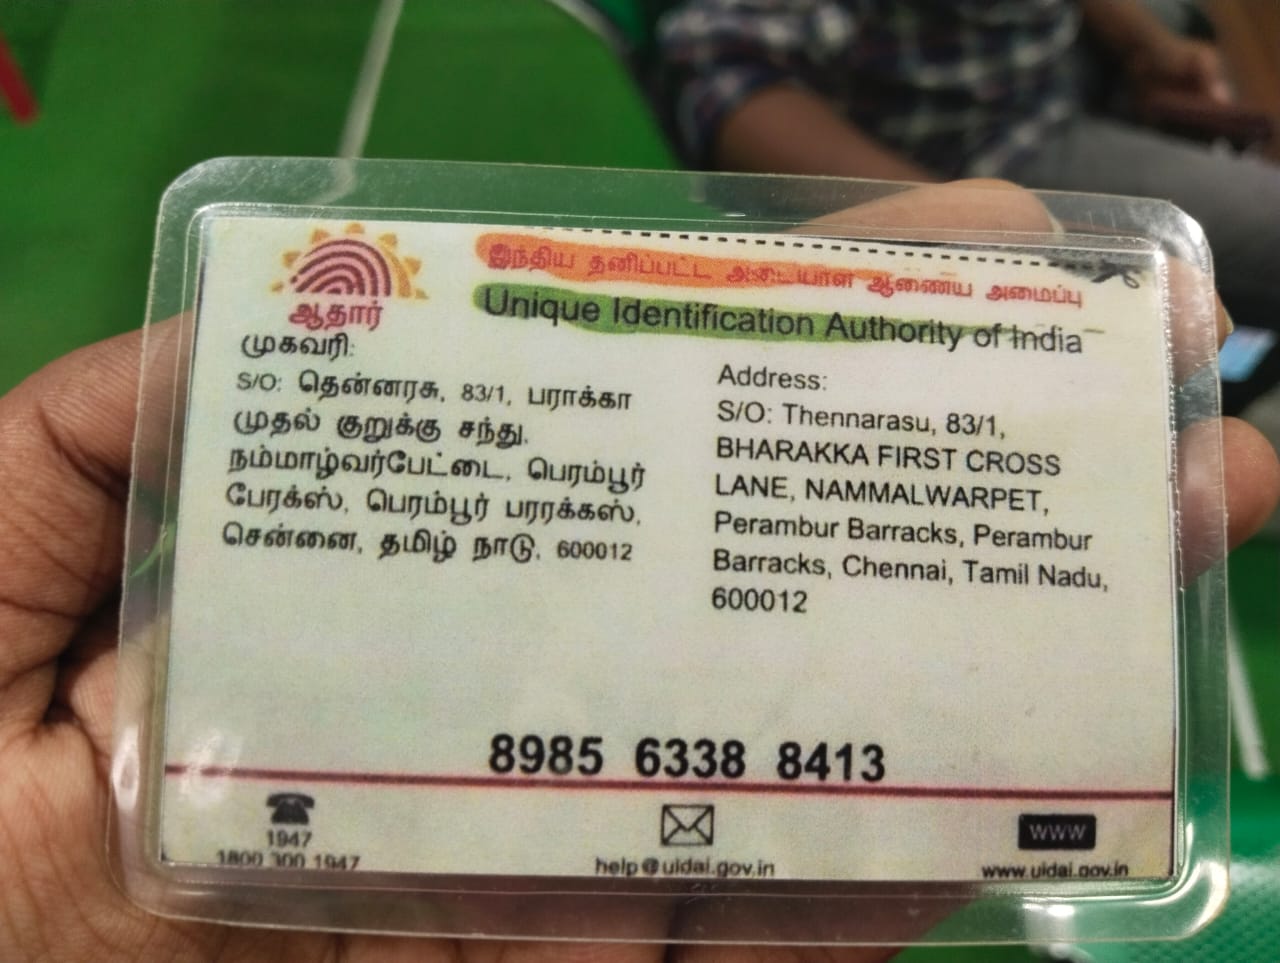 ஆதார்
இந்திய தனிப்பட்ட அடையாள ஆணைய அமைப்பு
Unique Identification Authority of India
முகவரி:
S/O: தென்னரசு, 83/1, பராக்கா
முதல் குறுக்கு சந்து,
நம்மாழ்வர்பேட்டை, பெரம்பூர்
பேரக்ஸ், பெரம்பூர் பரரக்கஸ்,
சென்னை, தமிழ் நாடு, 600012
Address:
S/O: Thennarasu, 83/1,
BHARAKKA FIRST CROSS
LANE, NAMMALWARPET,
Perambur Barracks, Perambur
Barracks, Chennai, Tamil Nadu,
600012
8985 6338 8413
1947
1800 300 1947
help@uidai.gov.in
WWW
www.uidai.gov.in